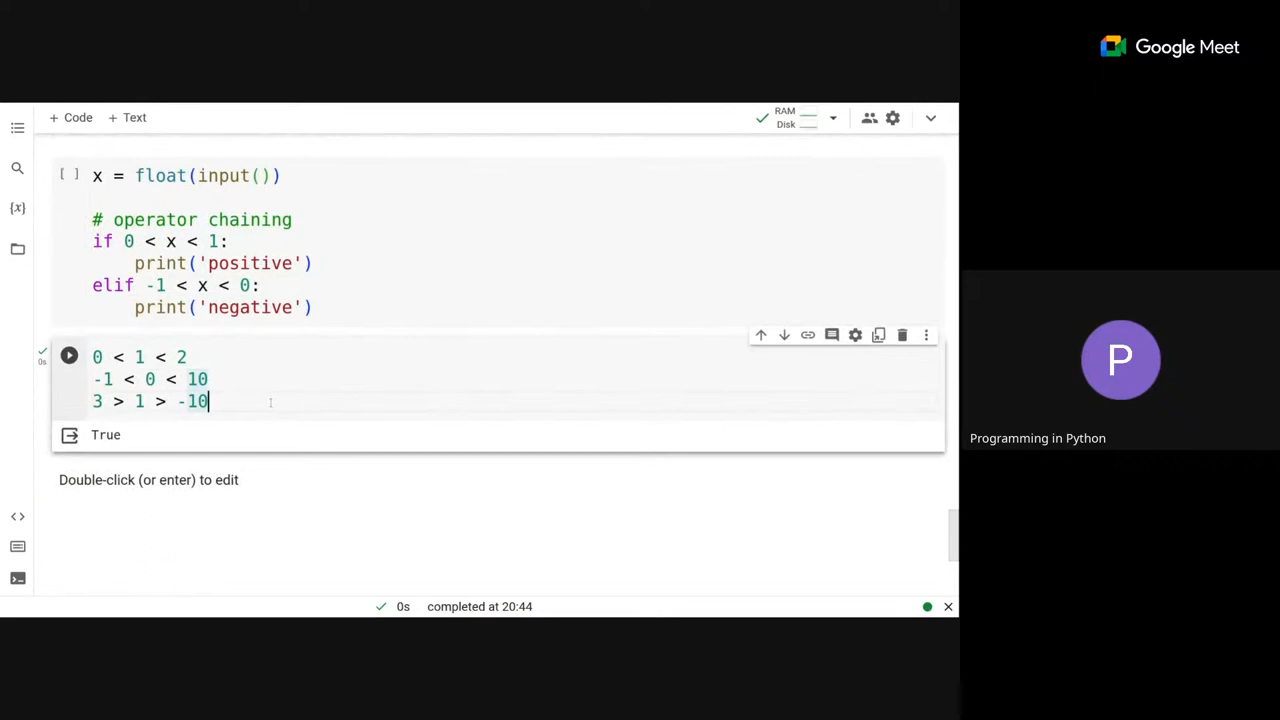 Google Meet
+ Code + Text
RAM
Disk
[ ] x = float(input())
# operator chaining
if 0 < x < 1:
    print('positive')
elif -1 < x < 0:
    print('negative')
0s
0 < 1 < 2
-1 < 0 < 10
3 > 1 > -10
True
Double-click (or enter) to edit
0s completed at 20:44
{x}
P
Programming in Python